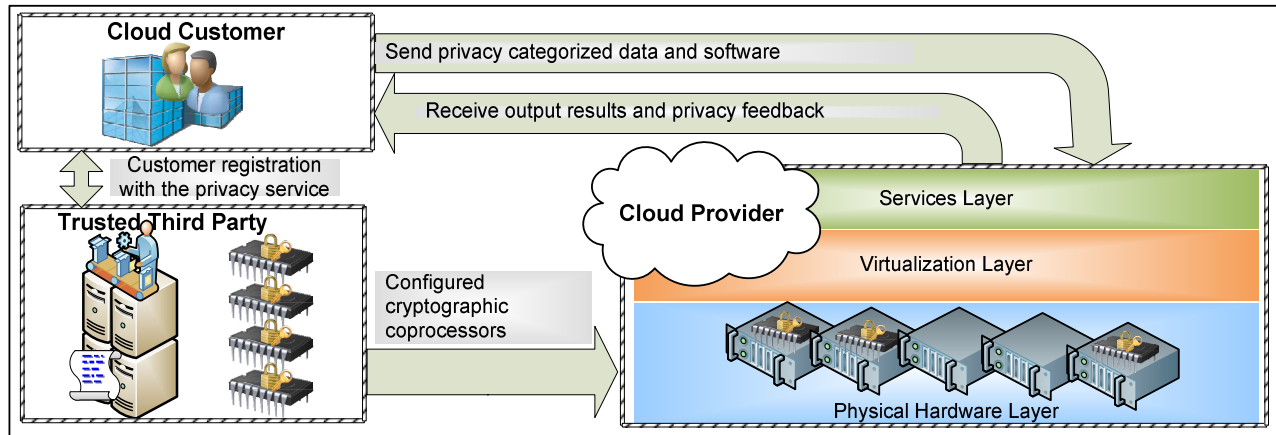 Cloud Customer
Send privacy categorized data and software
Receive output results and privacy feedback
Customer registration
with the privacy service
Trusted Third Party
Configured
cryptographic
coprocessors
Cloud Provider
Services Layer
Virtualization Layer
Physical Hardware Layer